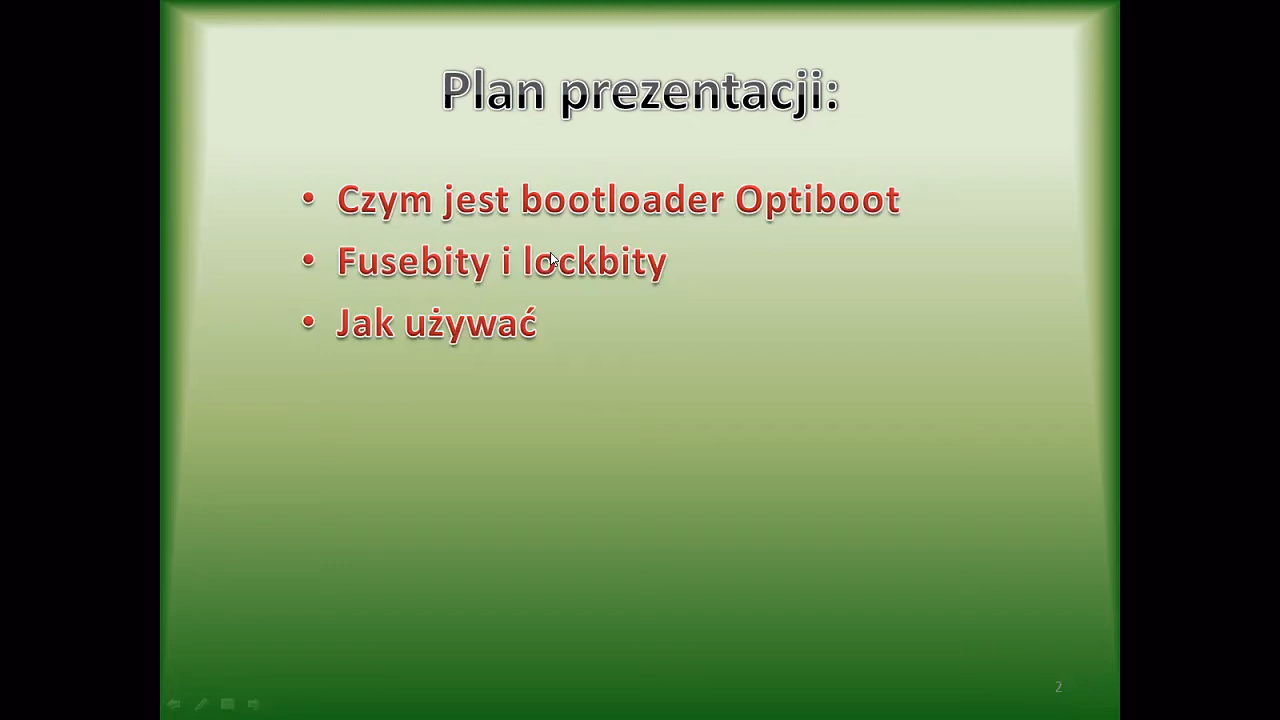 Plan prezentacji:
• Czym jest bootloader Optiboot
• Fusebity i lockbity
• Jak używać
2